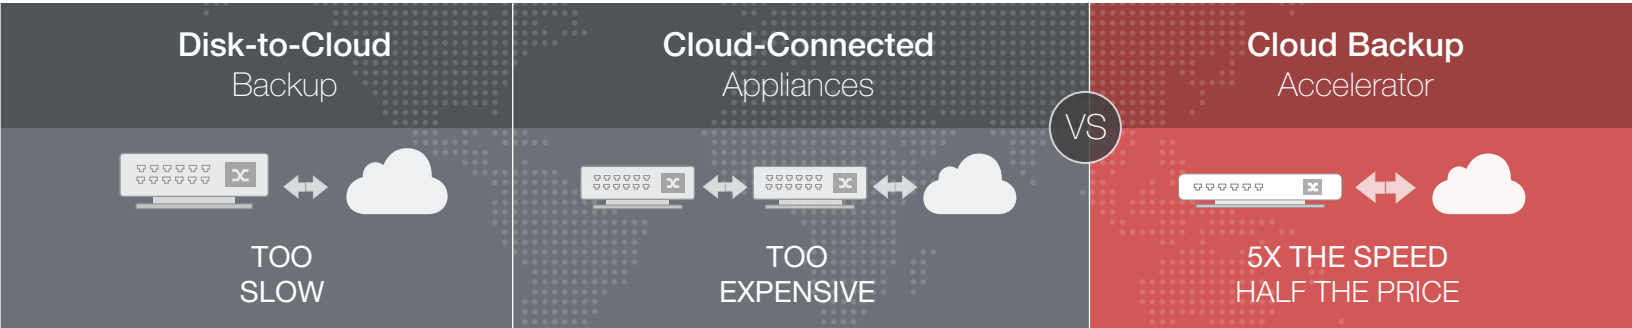 Disk-to-Cloud
Backup
TOO
SLOW
Cloud-Connected
Appliances
TOO
EXPENSIVE
VS
Cloud Backup
Accelerator
5X THE SPEED
HALF THE PRICE